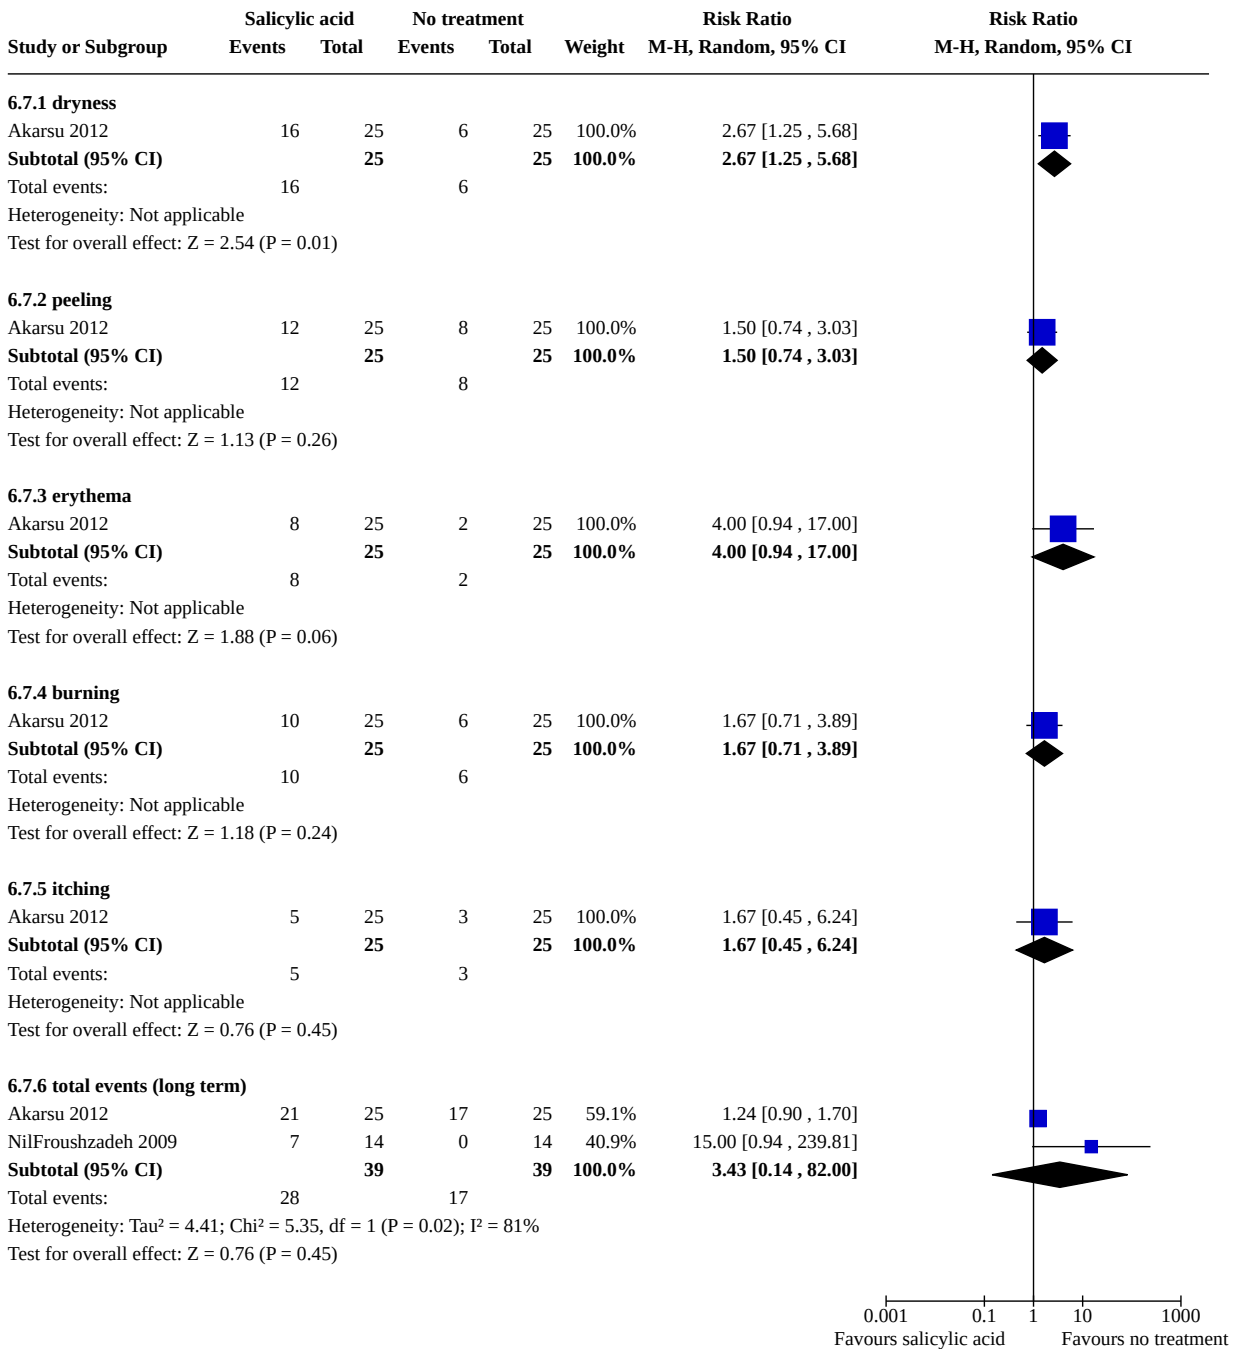 Salicylic acid No treatment Risk Ratio Risk Ratio
Study or Subgroup Events Total Events Total Weight M-H, Random, 95% CI M-H, Random, 95% CI
6.7.1 dryness
Akarsu 2012 16 25 6 25 100.0% 2.67 [1.25 , 5.68]
Subtotal (95% CI) 25 25 100.0% 2.67 [1.25 , 5.68]
Total events: 16 6
Heterogeneity: Not applicable
Test for overall effect: Z = 2.54 (P = 0.01)
6.7.2 peeling
Akarsu 2012 12 25 8 25 100.0% 1.50 [0.74 , 3.03]
Subtotal (95% CI) 25 25 100.0% 1.50 [0.74 , 3.03]
Total events: 12 8
Heterogeneity: Not applicable
Test for overall effect: Z = 1.13 (P = 0.26)
6.7.3 erythema
Akarsu 2012 8 25 2 25 100.0% 4.00 [0.94 , 17.00]
Subtotal (95% CI) 25 25 100.0% 4.00 [0.94 , 17.00]
Total events: 8 2
Heterogeneity: Not applicable
Test for overall effect: Z = 1.88 (P = 0.06)
6.7.4 burning
Akarsu 2012 10 25 6 25 100.0% 1.67 [0.71 , 3.89]
Subtotal (95% CI) 25 25 100.0% 1.67 [0.71 , 3.89]
Total events: 10 6
Heterogeneity: Not applicable
Test for overall effect: Z = 1.18 (P = 0.24)
6.7.5 itching
Akarsu 2012 5 25 3 25 100.0% 1.67 [0.45 , 6.24]
Subtotal (95% CI) 25 25 100.0% 1.67 [0.45 , 6.24]
Total events: 5 3
Heterogeneity: Not applicable
Test for overall effect: Z = 0.76 (P = 0.45)
6.7.6 total events (long term)
Akarsu 2012 21 25 17 25 59.1% 1.24 [0.90 , 1.70]
NilFroushzadeh 2009 7 14 0 14 40.9% 15.00 [0.94 , 239.81]
Subtotal (95% CI) 39 39 100.0% 3.43 [0.14 , 82.00]
Total events: 28 17
Heterogeneity: Tau² = 4.41; Chi² = 5.35, df = 1 (P = 0.02); I² = 81%
Test for overall effect: Z = 0.76 (P = 0.45)
0.001 0.1 1 10 1000
Favours salicylic acid Favours no treatment